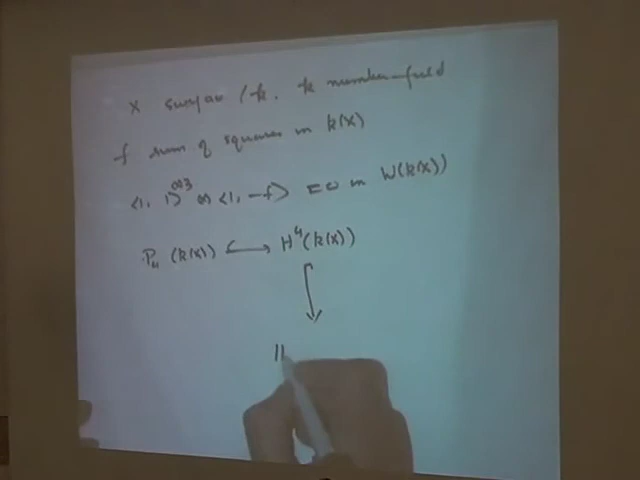 X surface /k. k number field
f sum of squares in k(X)
<1, 1>^{⊗3} ⊗ <1, -f> = 0 in W(k(X))
P_4 (k(X)) ↪ H^4 (k(X))